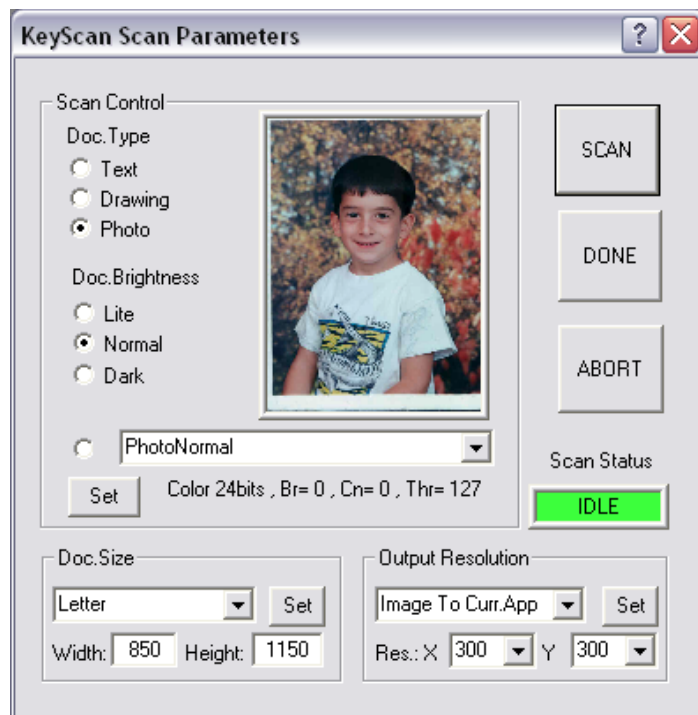 KeyScan Scan Parameters
Scan Control
Doc.Type
Text
Drawing
Photo
Doc.Brightness
Lite
Normal
Dark
PhotoNormal
Set
Color 24bits , Br= 0 , Cn= 0 , Thr= 127
SCAN
DONE
ABORT
Scan Status
IDLE
Doc.Size
Letter
Set
Width: 850 Height: 1150
Output Resolution
Image To Curr.App
Set
Res.: X 300 Y 300